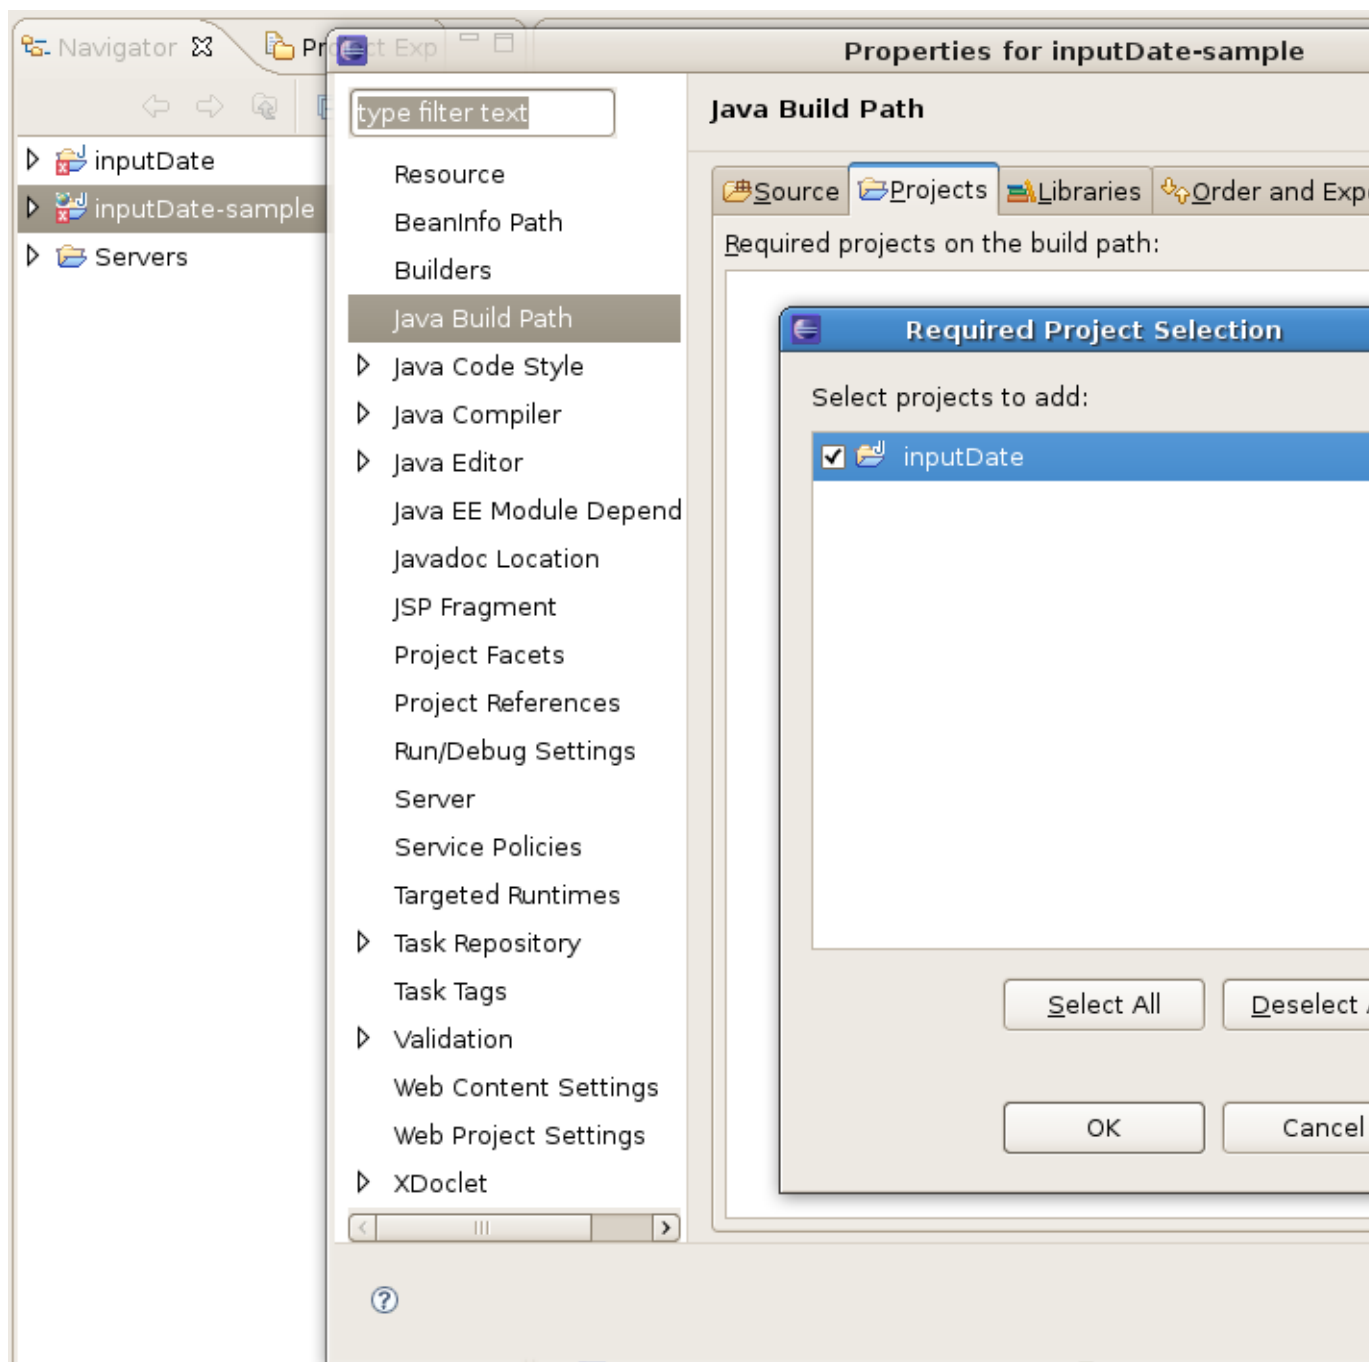 Navigator
Project Exp
Properties for inputDate-sample
type filter text
Java Build Path
inputDate
inputDate-sample
Servers
Resource
BeanInfo Path
Builders
Java Build Path
Java Code Style
Java Compiler
Java Editor
Java EE Module Depend
Javadoc Location
JSP Fragment
Project Facets
Project References
Run/Debug Settings
Server
Service Policies
Targeted Runtimes
Task Repository
Task Tags
Validation
Web Content Settings
Web Project Settings
XDoclet
Source Projects Libraries Order and Exp
Required projects on the build path:
Required Project Selection
Select projects to add:
inputDate
Select All Deselect
OK Cancel